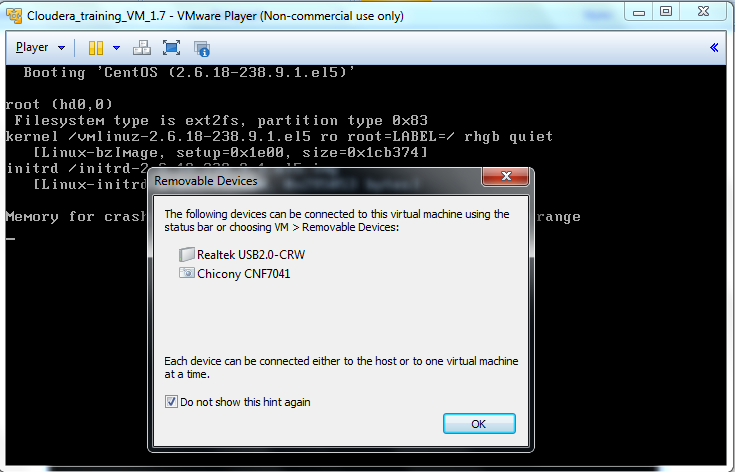 Cloudera_training_VM_1.7 - VMware Player (Non-commercial use only)
Player
Booting 'CentOS (2.6.18-238.9.1.el5)'
root (hd0,0)
Filesystem type is ext2fs, partition type 0x83
kernel /vmlinuz-2.6.18-238.9.1.el5 ro root=LABEL=/ rhgb quiet
[Linux-bzImage, setup=0x1e00, size=0x1cb374]
initrd /initrd-2.6.18-238.9.1.el5.img
[Linux-initrd
Memory for crash
range
Removable Devices
The following devices can be connected to this virtual machine using the
status bar or choosing VM > Removable Devices:
Realtek USB2.0-CRW
Chicony CNF7041
Each device can be connected either to the host or to one virtual machine
at a time.
Do not show this hint again
OK